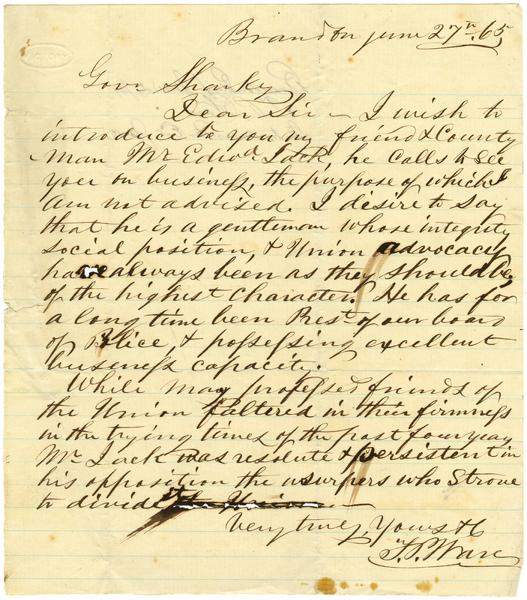 Brandon June 27th. 65
Govr Sharky
Dear Sir – I wish to
introduce to you my friend & County
man Mr Edwd Jack, he calls to see
you on business, the purpose of which I
am not advised. I desire to say
that he is a gentleman whose integrity
social position, & Union advocacy
have always been as they should be,
of the highest character, He has for
a long time been Prest. of our board
of Police, & possessing excellent
business capacity.
While many professed friends of
the Union faltered in their firmness
in the trying times of the past four years
Mr Jack was resolute & persistent in
his opposition the usurpers who strove
to divide the Union –
Very truly Yours &c
Ware